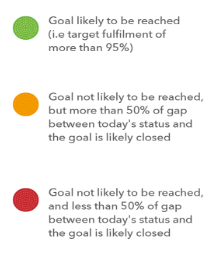 Goal likely to be reached
(i.e target fulfilment of
more than 95%)
Goal not likely to be reached,
but more than 50% of gap
between today's status and
the goal is likely closed
Goal not likely to be reached,
and less than 50% of gap
between today's status and
the goal is likely closed